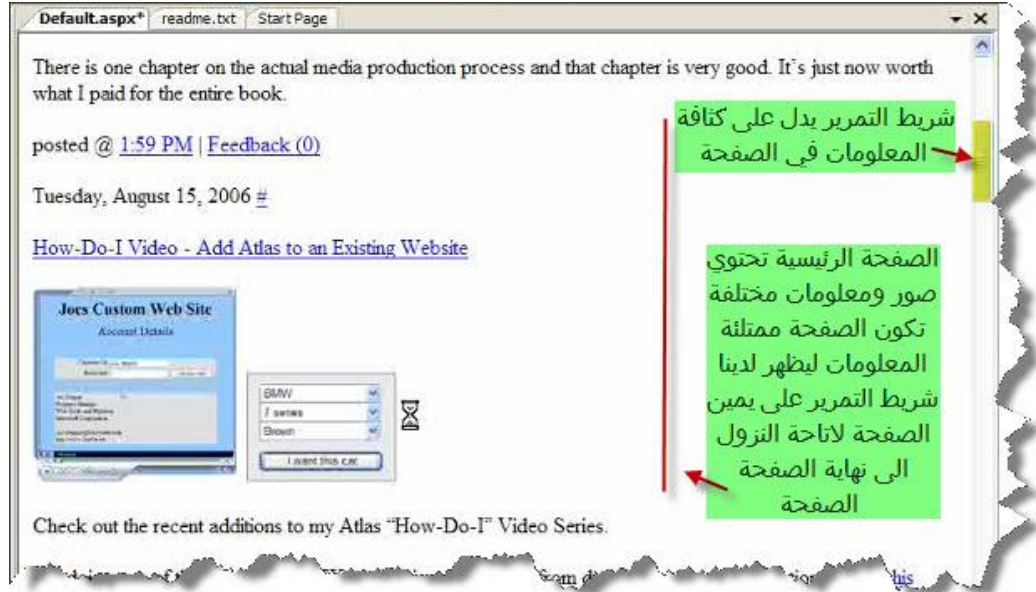 Default.aspx* readme.txt Start Page
There is one chapter on the actual media production process and that chapter is very good. It's just now worth
what I paid for the entire book.
شريط التمرير يدل على كثافة
المعلومات في الصفحة
posted @ 1:59 PM | Feedback (0)
Tuesday, August 15, 2006 #
How-Do-I Video - Add Atlas to an Existing Website
الصفحة الرئيسية تحتوي
صور ومعلومات مختلفة
تكون الصفحة ممتلئة
المعلومات ليظهر لدينا
شريط التمرير على يمين
الصفحة لاتاحة النزول
الى نهاية الصفحة
الصفحة
Joes Custom Web Site
Account Details
BMW
series
Brown
I want this car
Check out the recent additions to my Atlas “How-Do-I” Video Series.
his